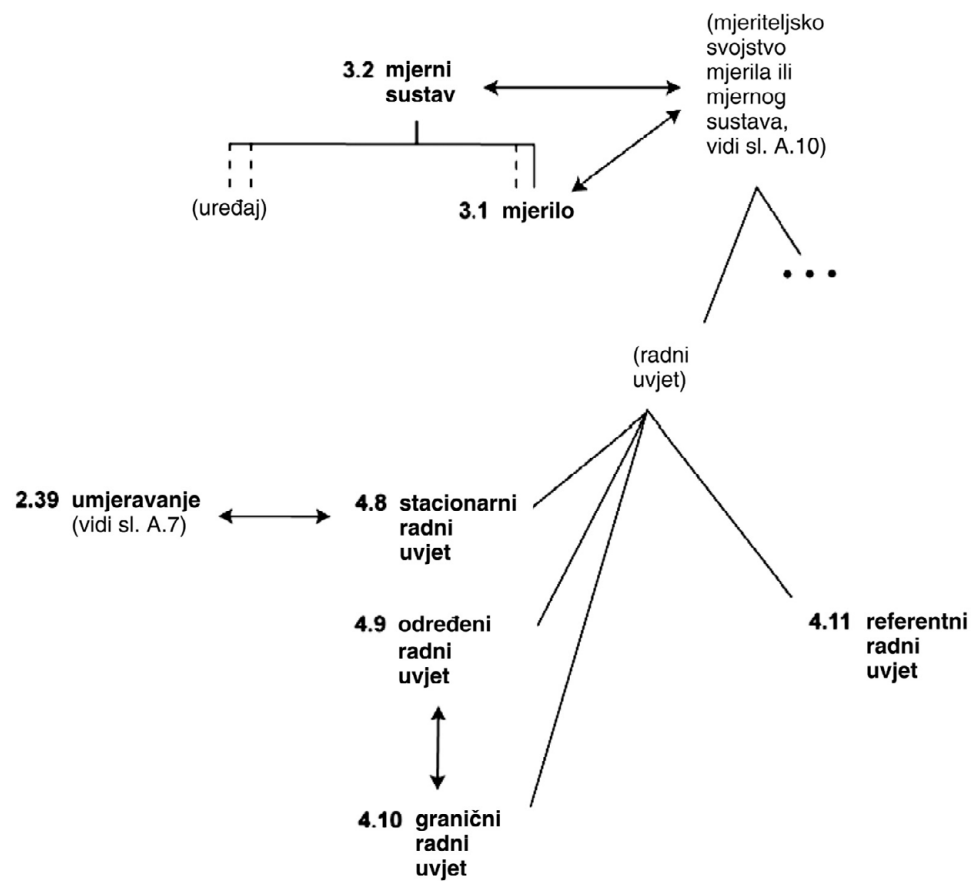 3.2 mjerni
sustav
(mjeriteljsko
svojstvo
mjerila ili
mjernog
sustava,
vidi sl. A.10)
(uređaj)
3.1 mjerilo
• • •
(radni
uvjet)
2.39 umjeravanje
(vidi sl. A.7)
4.8 stacionarni
radni
uvjet
4.9 određeni
radni
uvjet
4.11 referentni
radni
uvjet
4.10 granični
radni
uvjet